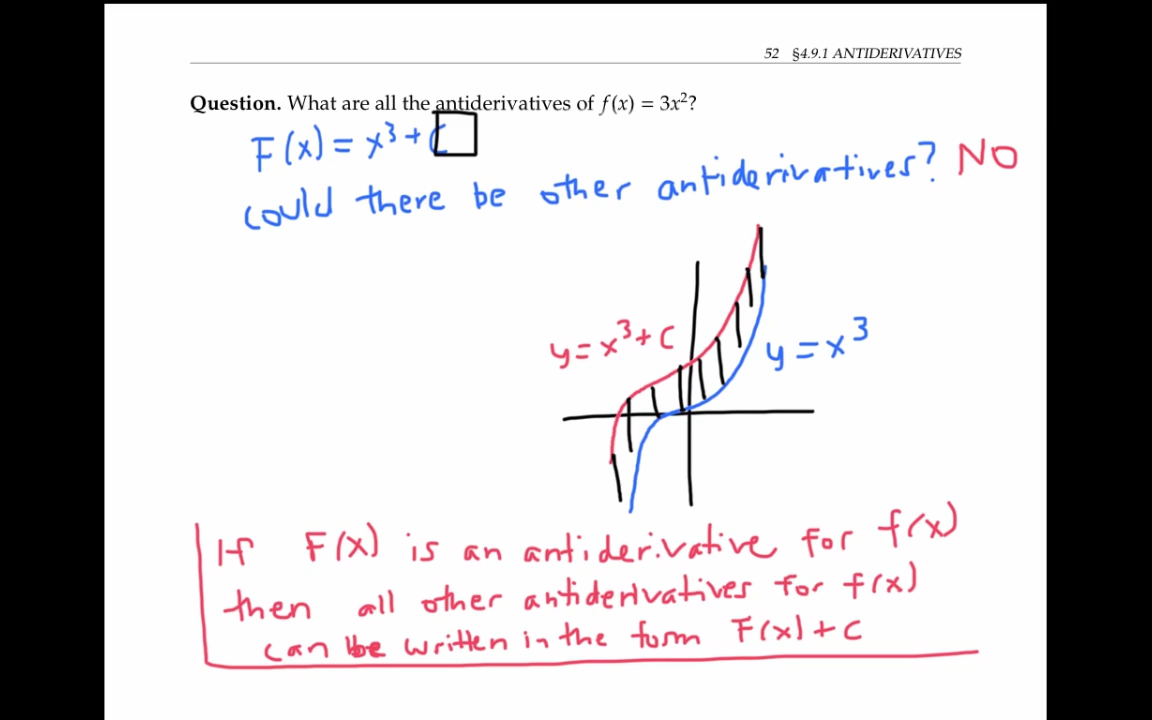 52 §4.9.1 ANTIDERIVATIVES
Question. What are all the antiderivatives of f(x) = 3x²?
F(x) = x³ + C
could there be other antiderivatives? NO
y = x³ + C
y = x³
If F(x) is an antiderivative for f(x)
then all other antiderivatives for f(x)
can be written in the form F(x) + C